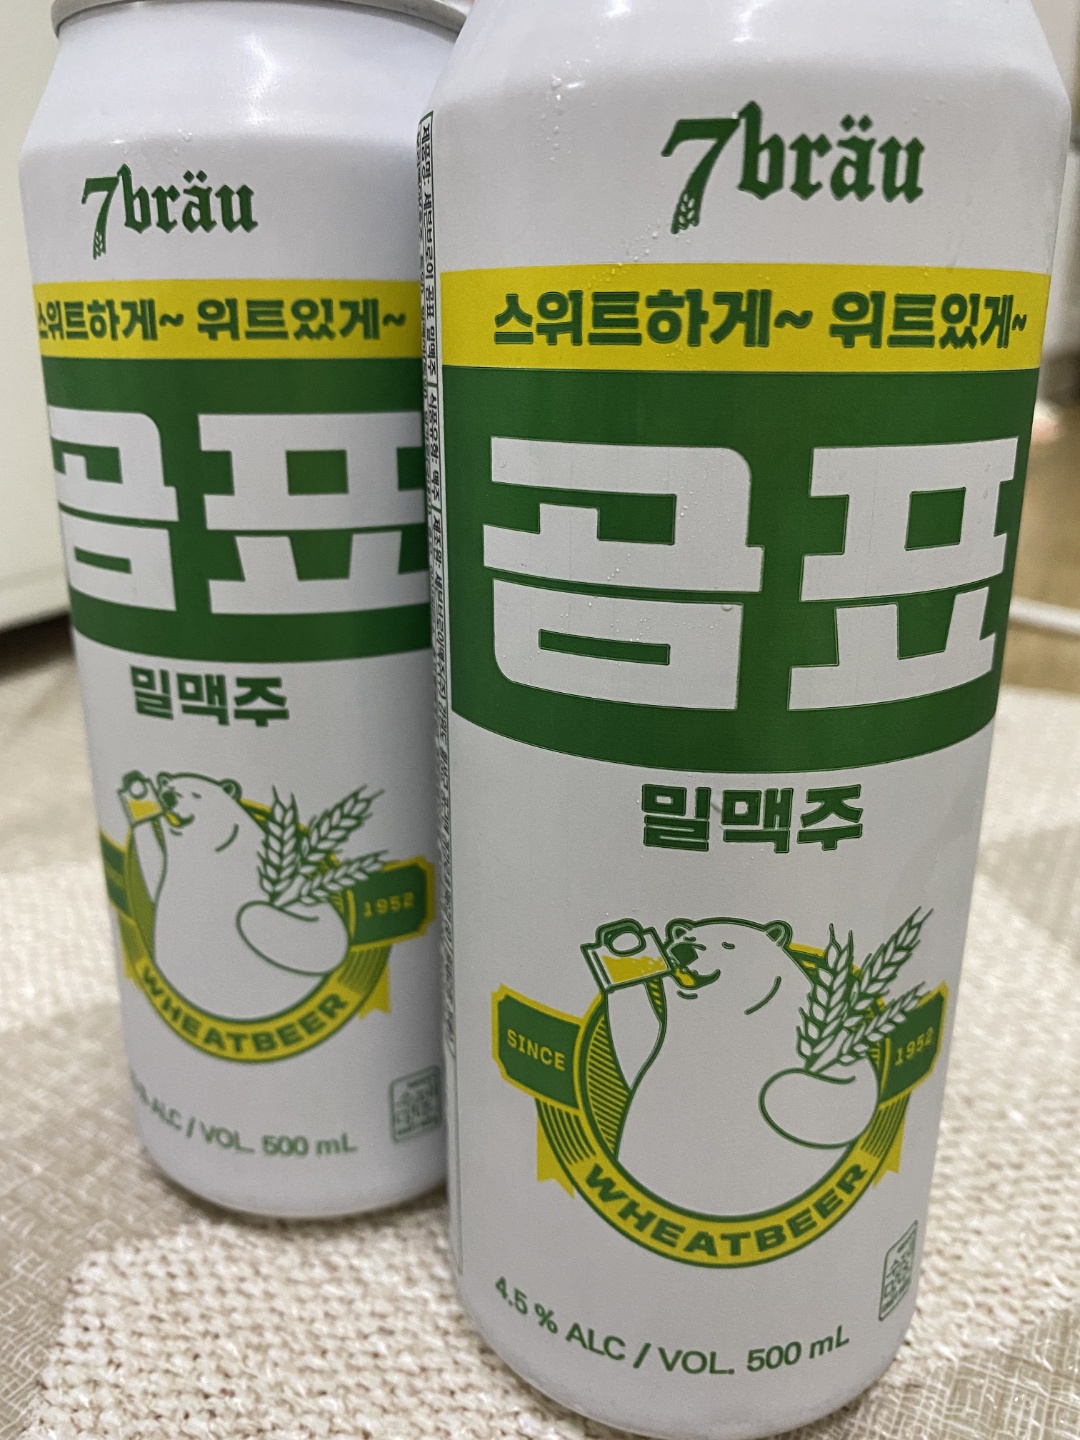 7bräu
스위트하게~ 위트있게~
곰표
밀맥주
1952
WHEATBEER
ALC / VOL. 500 mL
7bräu
스위트하게~ 위트있게~
곰표
밀맥주
SINCE
1952
WHEATBEER
4.5 % ALC / VOL. 500 mL